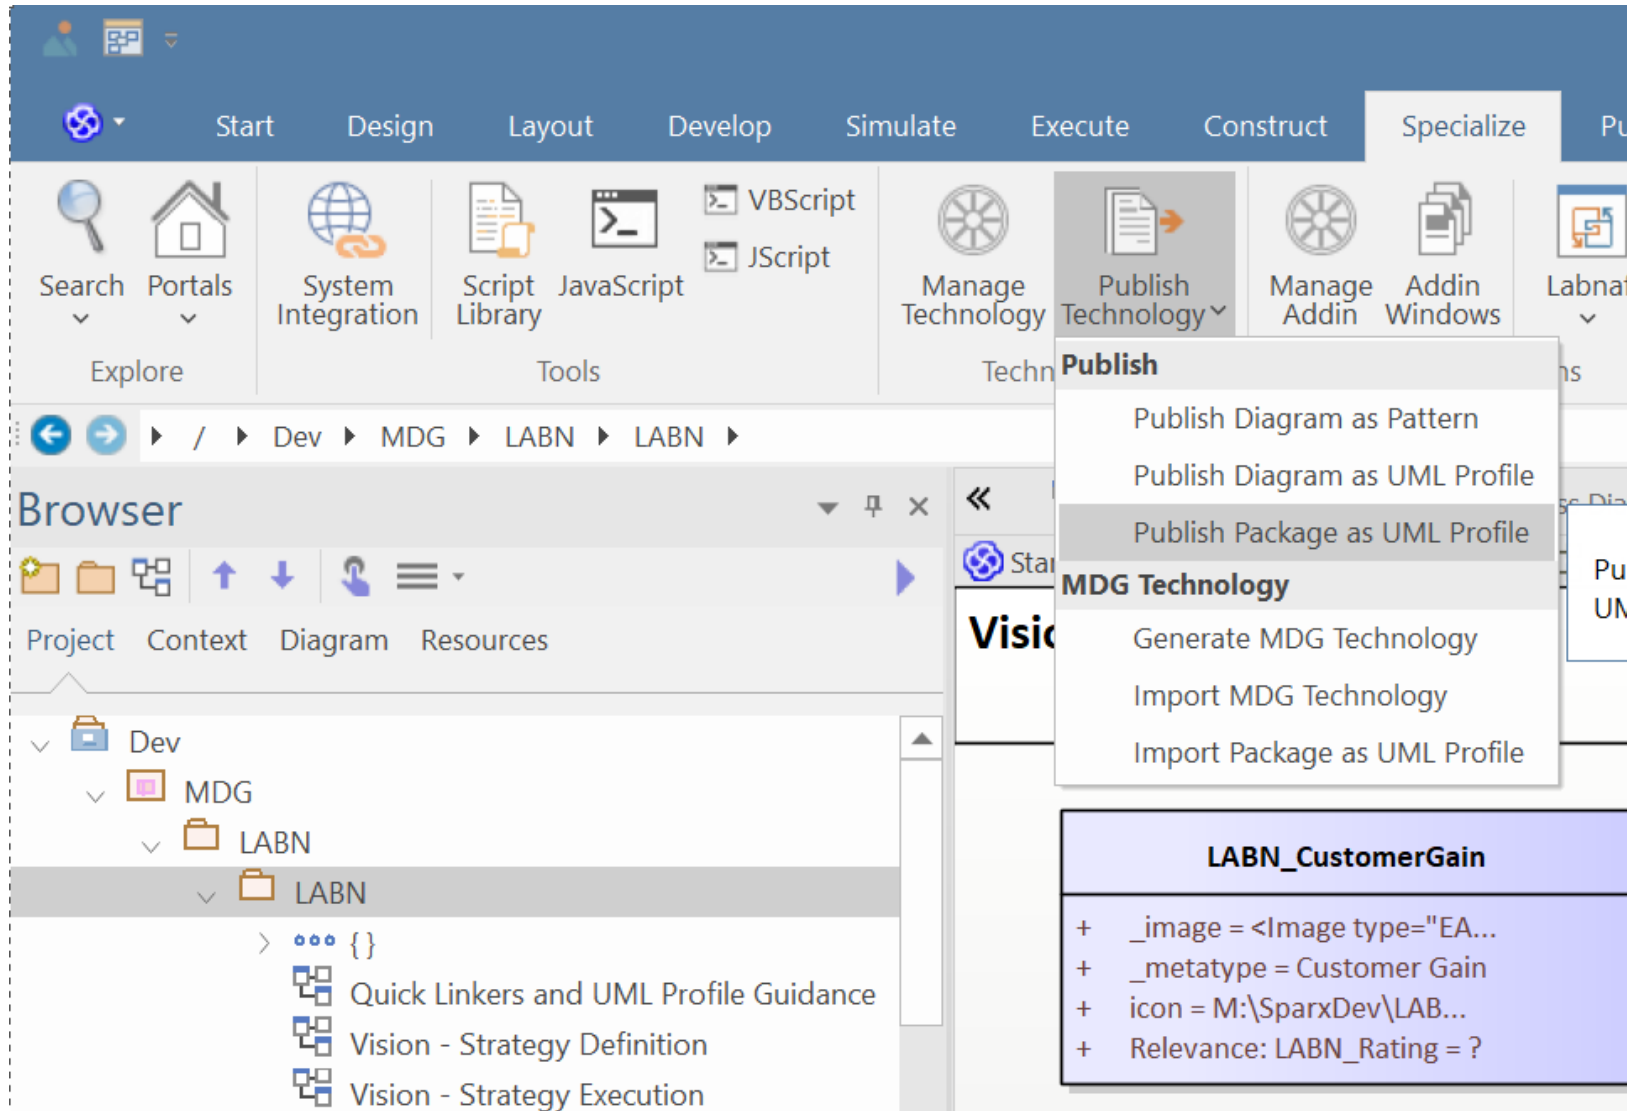 Start Design Layout Develop Simulate Execute Construct Specialize
Search Portals
System Integration
Script Library
JavaScript
VBScript
JScript
Manage Technology
Publish Technology
Manage Addin
Addin Windows
Explore
Tools
Publish
Publish Diagram as Pattern
Publish Diagram as UML Profile
Publish Package as UML Profile
MDG Technology
Generate MDG Technology
Import MDG Technology
Import Package as UML Profile
/ Dev MDG LABN LABN
Browser
Project Context Diagram Resources
Dev
MDG
LABN
LABN
{}
Quick Linkers and UML Profile Guidance
Vision - Strategy Definition
Vision - Strategy Execution
LABN_CustomerGain
+ _image = <Image type="EA...
+ _metatype = Customer Gain
+ icon = M:\SparxDev\LAB...
+ Relevance: LABN_Rating = ?